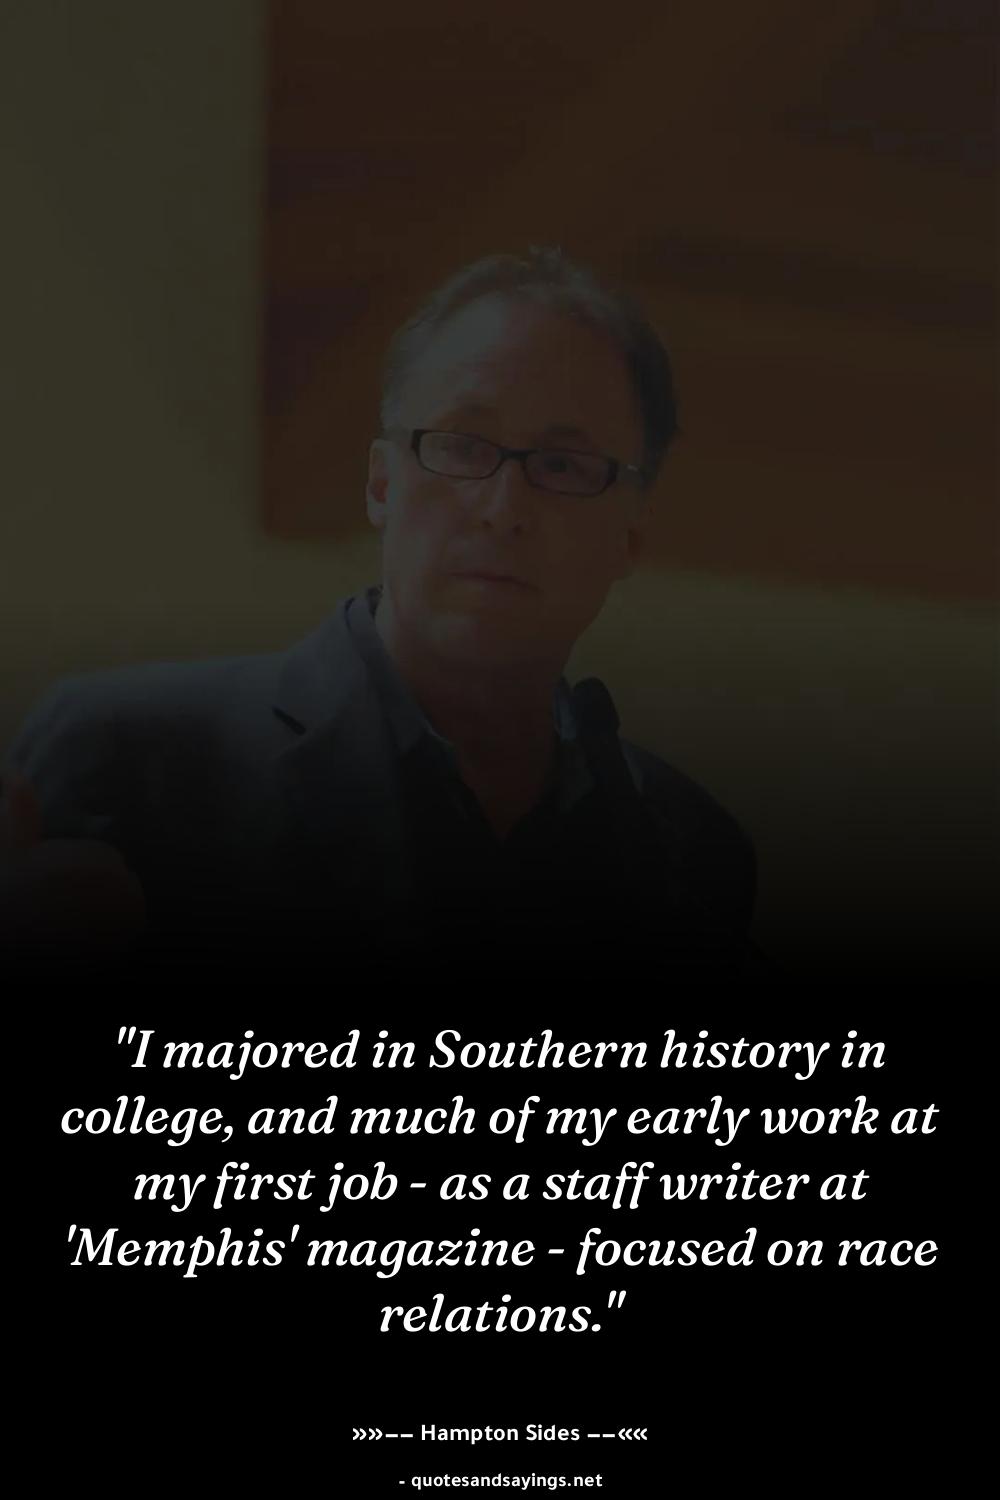 "I majored in Southern history in
college, and much of my early work at
my first job - as a staff writer at
'Memphis' magazine - focused on race
relations."
»»–– Hampton Sides ––««
- quotesandsayings.net